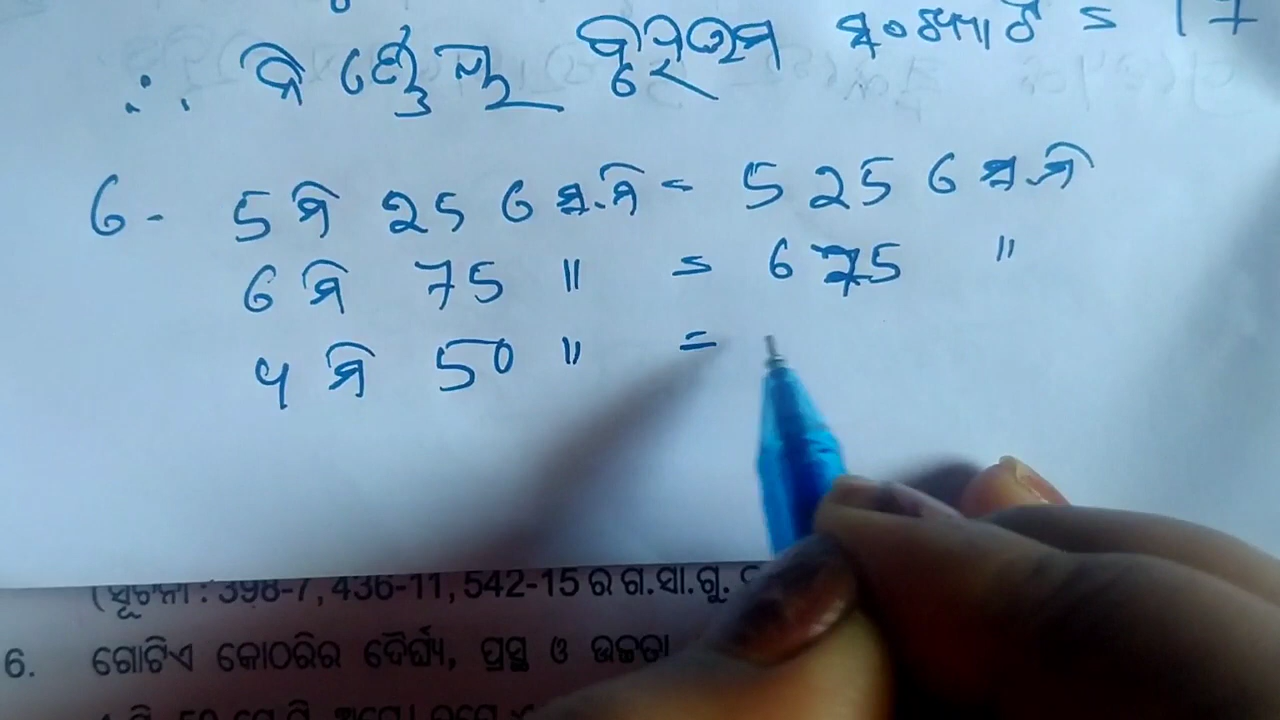 ∴ ନିର୍ଣ୍ଣେୟ ବୃହତ୍ତମ ସଂଖ୍ୟାଟି = 17
6- 5 ମି 25 ସେ.ମି = 525 ସେ.ମି
6 ମି 75 " = 675 "
4 ମି 50 " =
(ସୂଚନା : 398-7, 436-11, 542-15 ର ଗ.ସା.ଗୁ.
6. ଗୋଟିଏ କୋଠରିର ଦୈର୍ଘ୍ୟ, ପ୍ରସ୍ଥ ଓ ଉଚ୍ଚତା